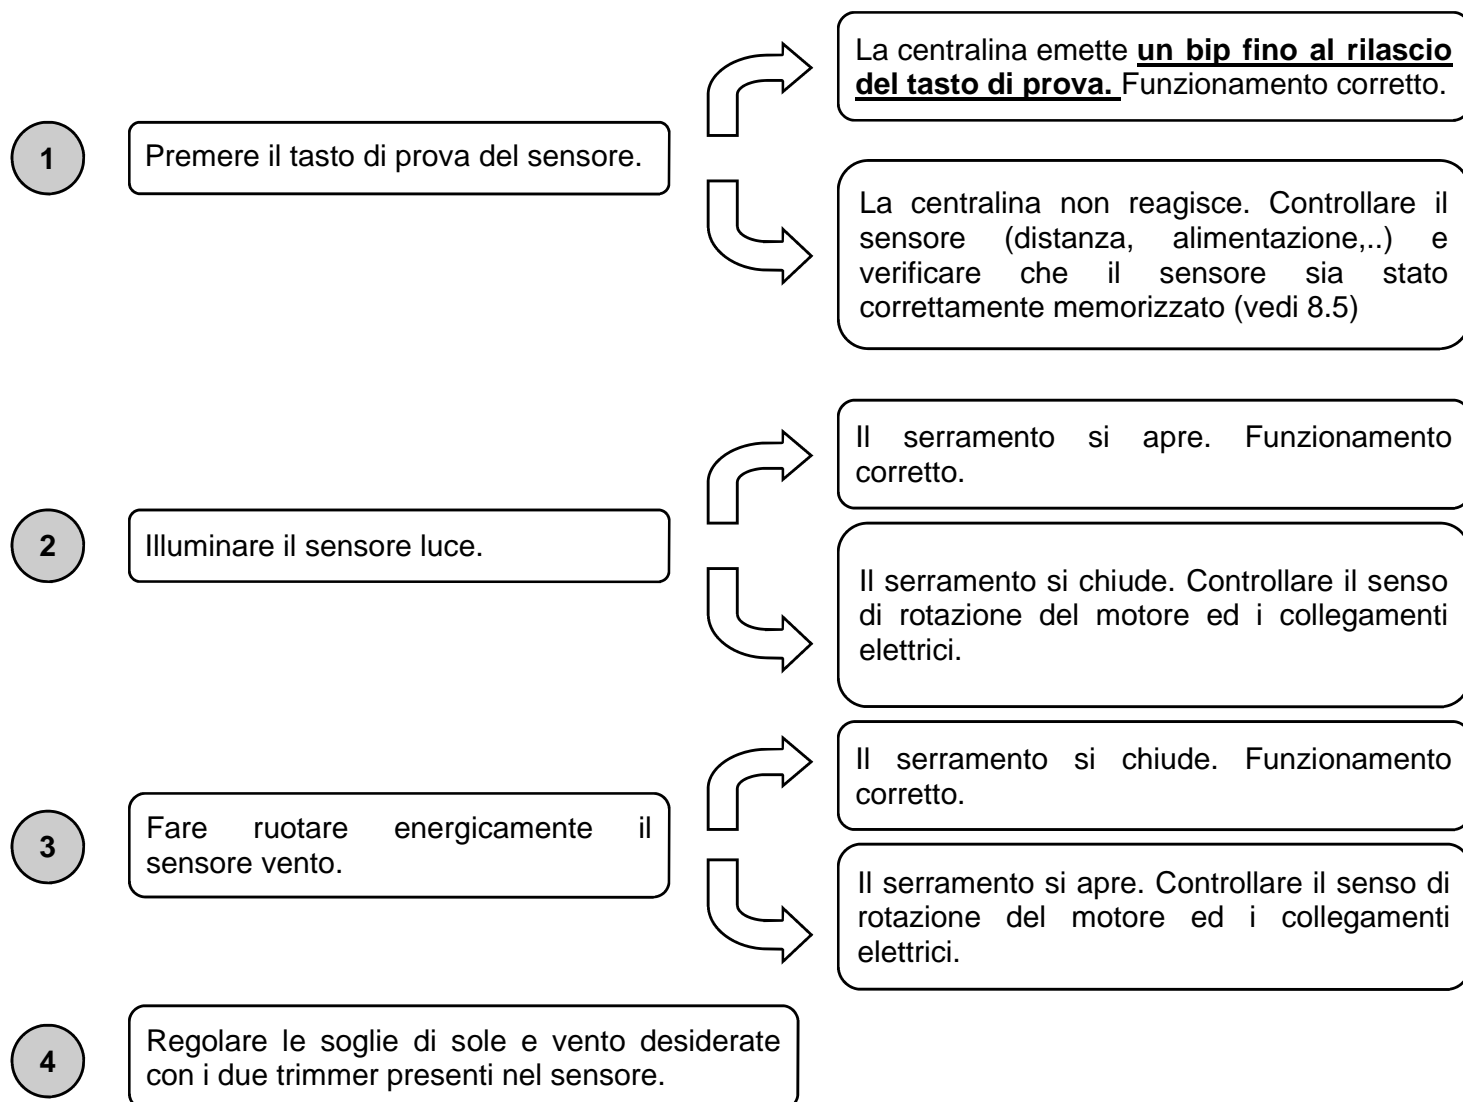 1
Premere il tasto di prova del sensore.
La centralina emette un bip fino al rilascio
del tasto di prova. Funzionamento corretto.
La centralina non reagisce. Controllare il
sensore (distanza, alimentazione,..) e
verificare che il sensore sia stato
correttamente memorizzato (vedi 8.5)
2
Illuminare il sensore luce.
Il serramento si apre. Funzionamento
corretto.
Il serramento si chiude. Controllare il senso
di rotazione del motore ed i collegamenti
elettrici.
3
Fare ruotare energicamente il
sensore vento.
Il serramento si chiude. Funzionamento
corretto.
Il serramento si apre. Controllare il senso di
rotazione del motore ed i collegamenti
elettrici.
4
Regolare le soglie di sole e vento desiderate
con i due trimmer presenti nel sensore.